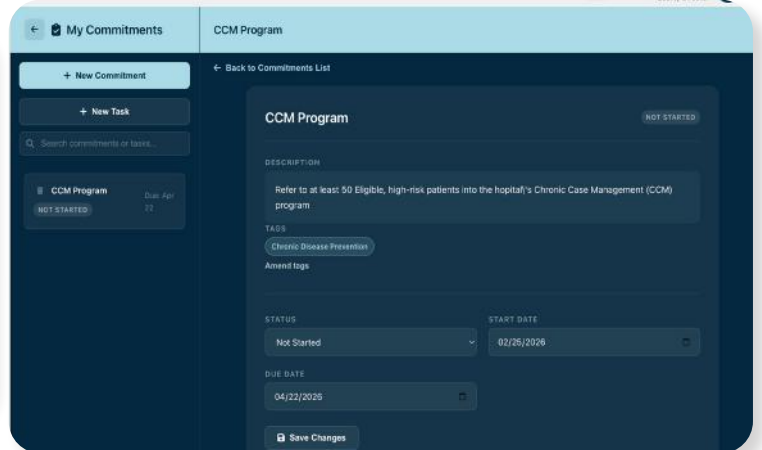 ← My Commitments
CCM Program
+ New Commitment
← Back to Commitments List
+ New Task
Search commitments or tasks...
CCM Program
Due: Apr 22
NOT STARTED
CCM Program
NOT STARTED
DESCRIPTION
Refer to at least 50 Eligible, high-risk patients into the hopital\'s Chronic Case Management (CCM)
program
TAGS
Chronic Disease Prevention
Amend tags
STATUS
START DATE
Not Started
02/25/2026
DUE DATE
04/22/2026
Save Changes